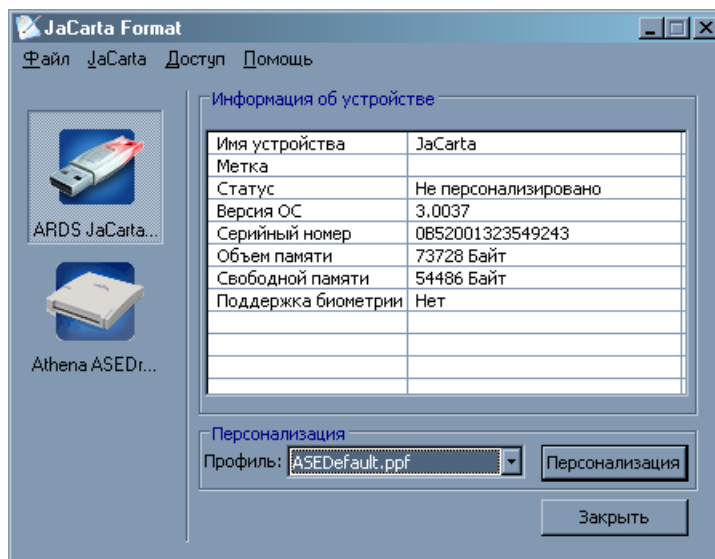 JaCarta Format
Файл JaCarta Доступ Помощь
ARDS JaCarta...
Athena ASEDr...
Информация об устройстве
Имя устройства JaCarta
Метка
Статус Не персонализировано
Версия ОС 3.0037
Серийный номер 0B52001323549243
Объем памяти 73728 Байт
Свободной памяти 54486 Байт
Поддержка биометрии Нет
Персонализация
Профиль: ASEDefault.ppf Персонализация
Закрыть